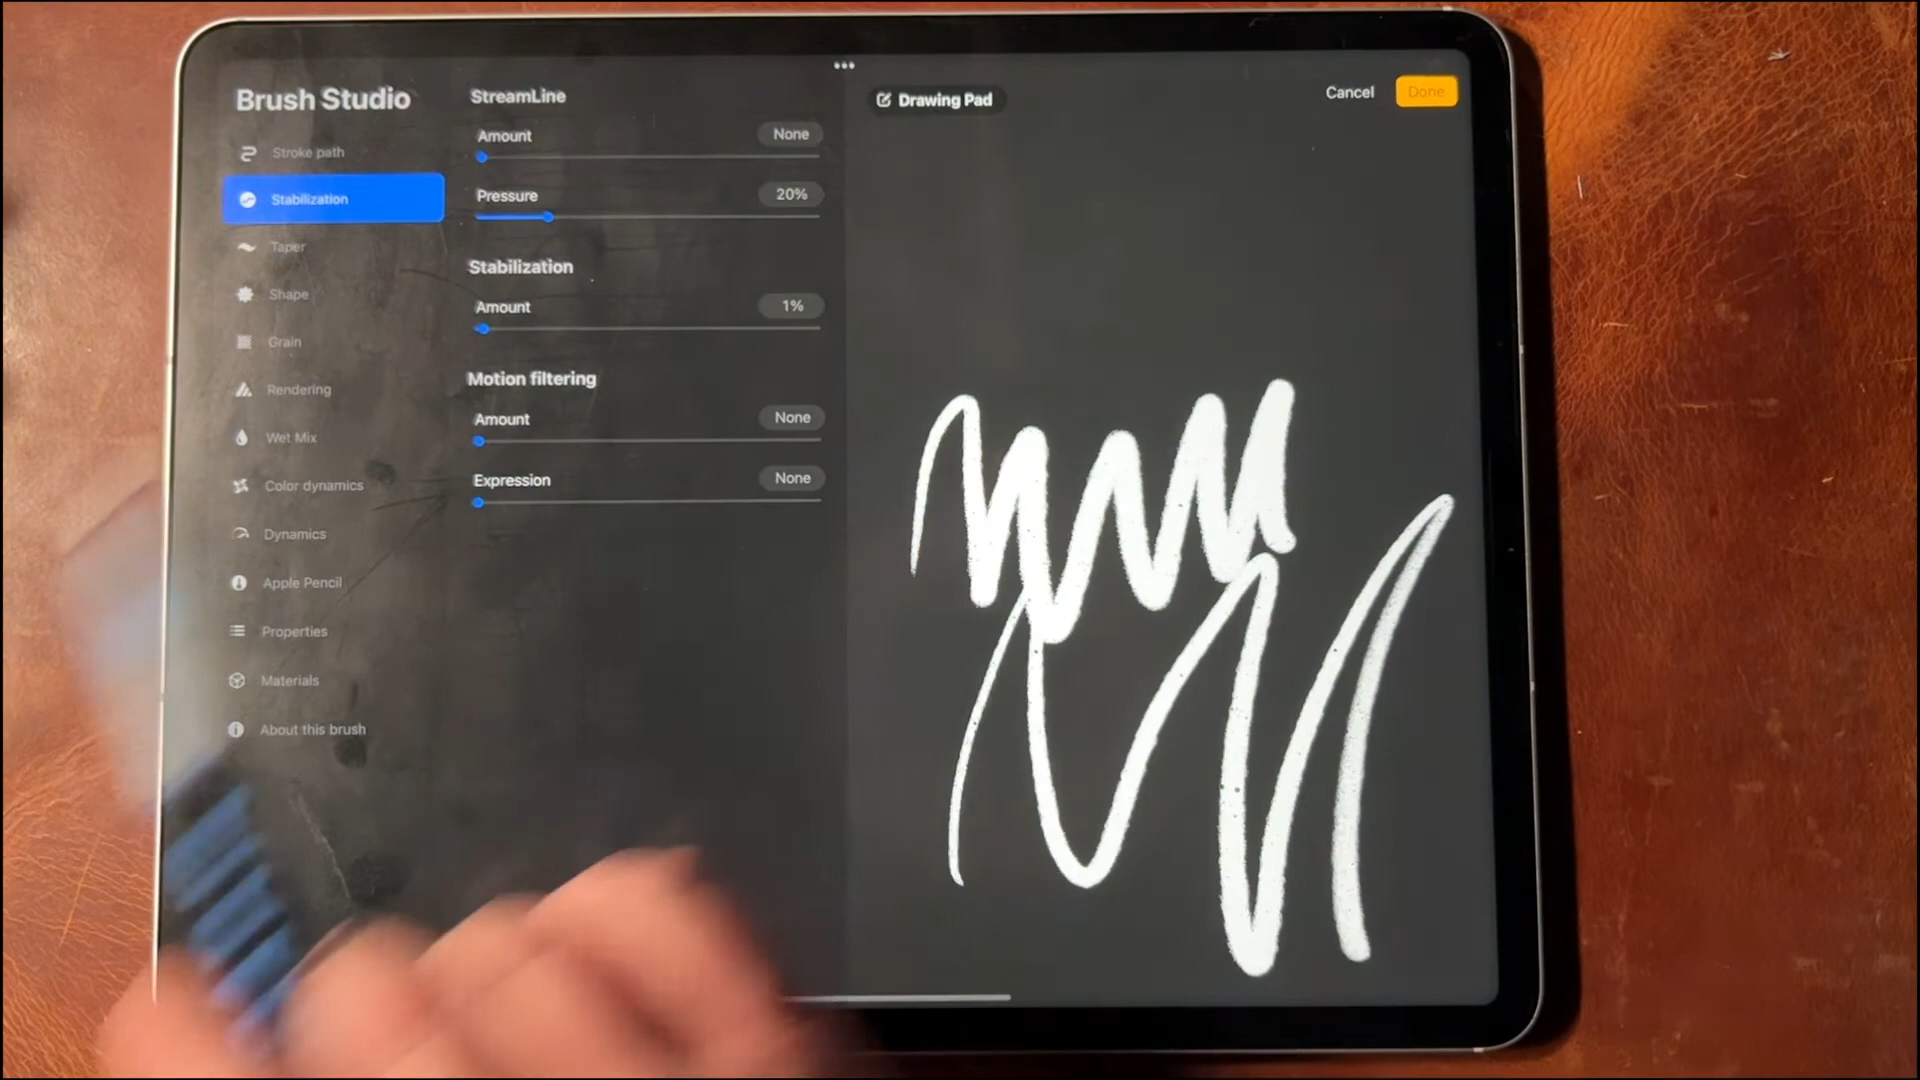 Brush Studio
Stroke path
Stabilization
Taper
Shape
Grain
Rendering
Wet Mix
Color dynamics
Dynamics
Apple Pencil
Properties
Materials
About this brush
StreamLine
Amount None
Pressure 20%
Stabilization
Amount 1%
Motion filtering
Amount None
Expression None
Drawing Pad
Cancel
Done